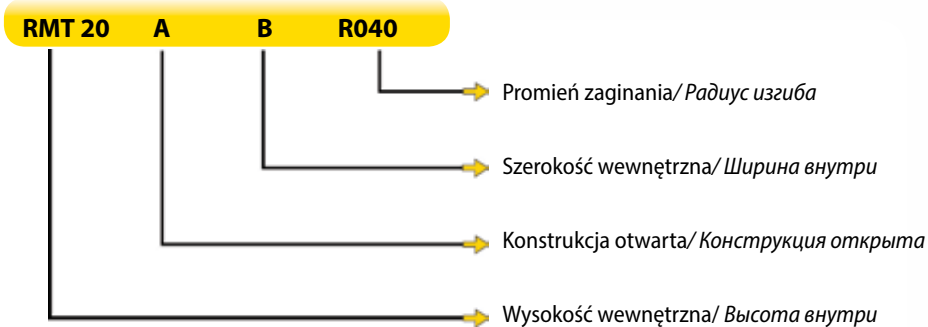 RMT 20 A B R040
Promień zaginania/ Радиус изгиба
Szerokość wewnętrzna/ Ширина внутри
Konstrukcja otwarta/ Конструкция открыта
Wysokość wewnętrzna/ Высота внутри